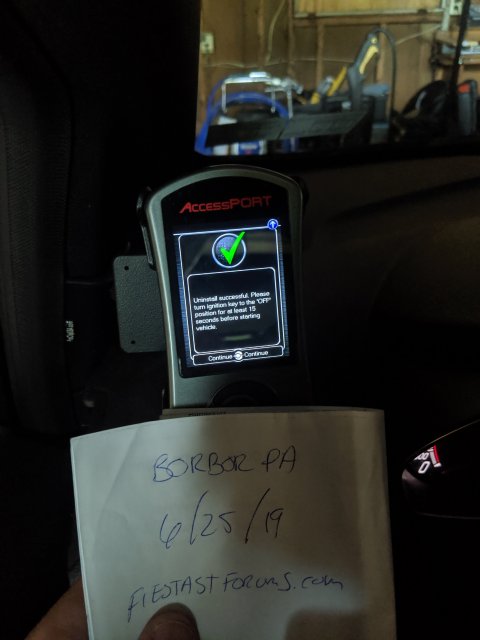 AccessPORT
Uninstall successful. Please
turn ignition key to the "OFF"
position for at least 15
seconds before starting
vehicle.
Continue Continue
BORBOR PA
6/25/19
FIESTASTFORUMS.com
0